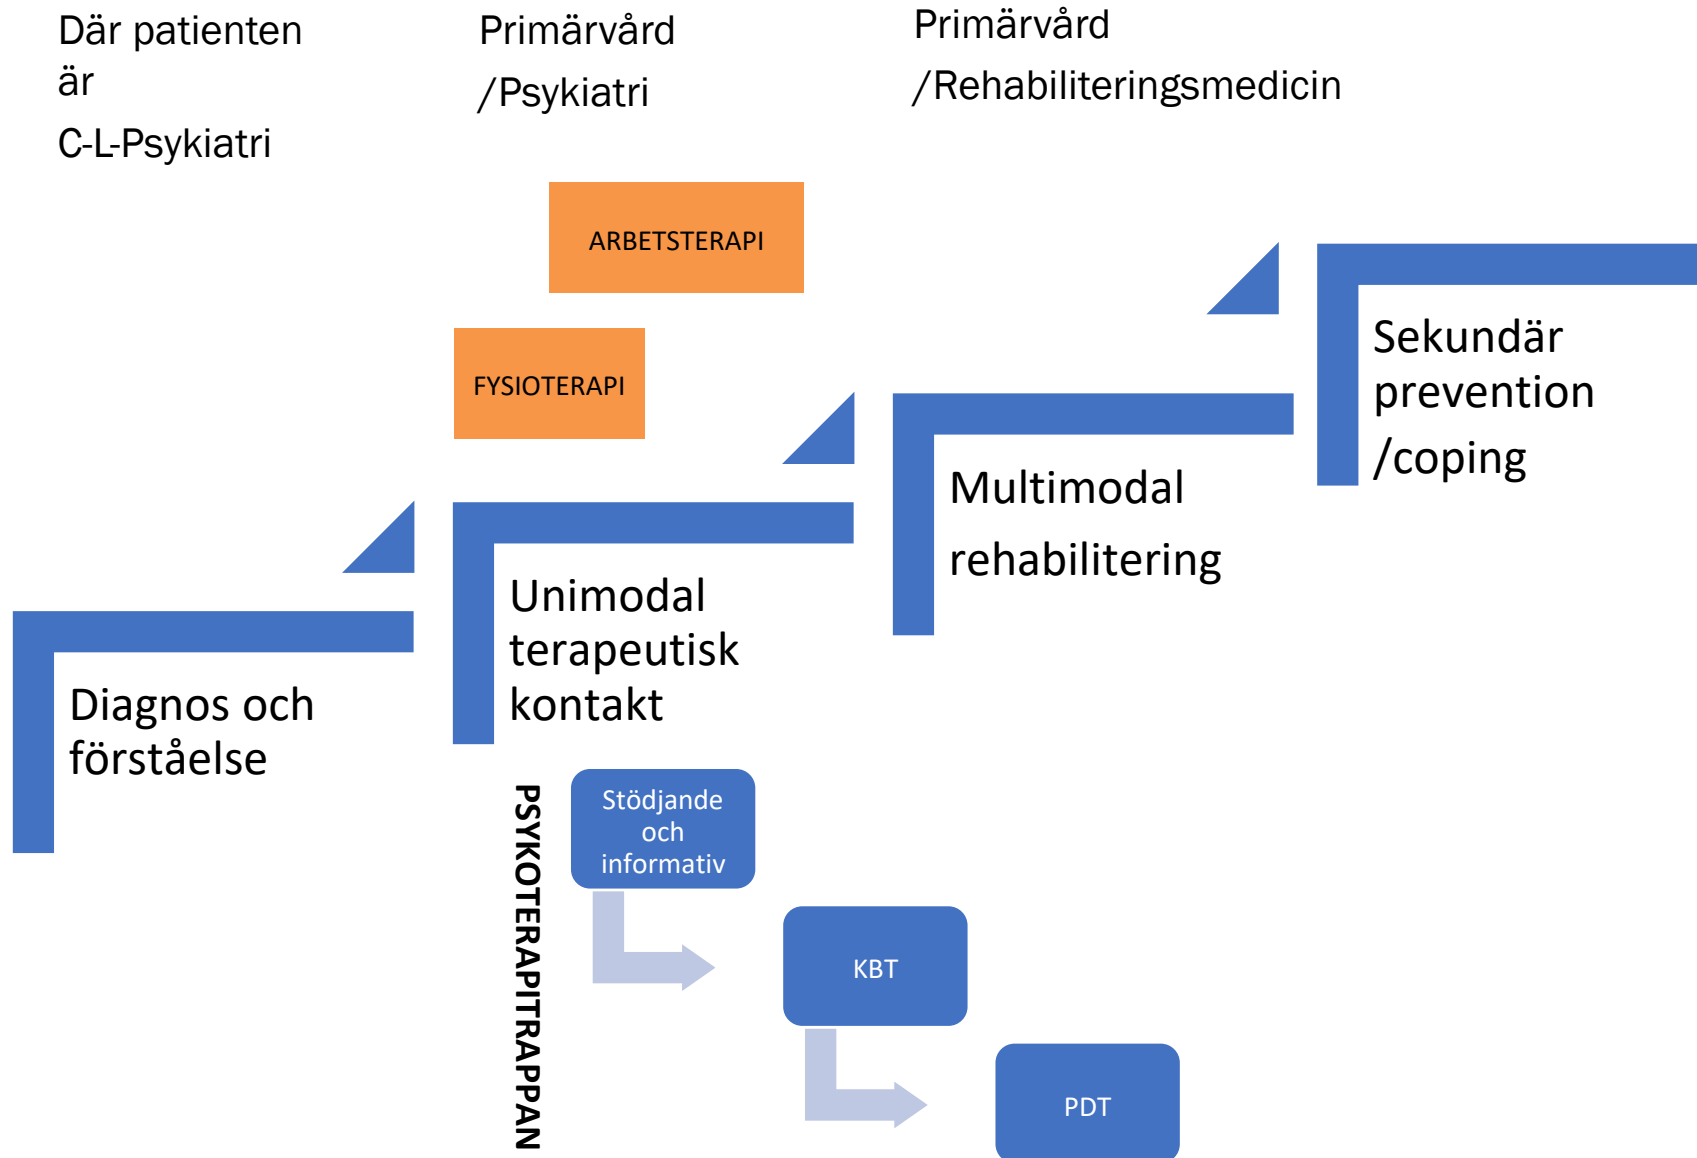 Där patienten
är
C-L-Psykiatri
Primärvård
/Psykiatri
Primärvård
/Rehabiliteringsmedicin
ARBETSTERAPI
FYSIOTERAPI
Sekundär
prevention
/coping
Multimodal
rehabilitering
Unimodal
terapeutisk
kontakt
Diagnos och
förståelse
PSYKOTERAPITRAPPAN
Stödjande
och
informativ
KBT
PDT